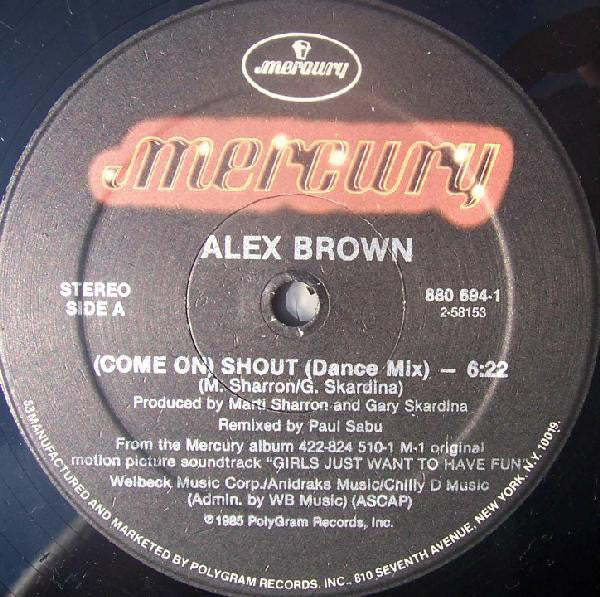 mercury
mercury
ALEX BROWN
STEREO
SIDE A
880 694-1
2-58153
(COME ON) SHOUT (Dance Mix) — 6:22
(M. Sharron/G. Skardina)
Produced by Marti Sharron and Gary Skardina
Remixed by Paul Sabu
From the Mercury album 422-824 510-1 M-1 original
motion picture soundtrack "GIRLS JUST WANT TO HAVE FUN"
Welbeck Music Corp./Anidraks Music/Chilly D Music
(Admin. by WB Music) (ASCAP)
℗1985 PolyGram Records, Inc.
53 MANUFACTURED AND MARKETED BY POLYGRAM RECORDS, INC., 810 SEVENTH AVENUE, NEW YORK, N.Y. 10019.